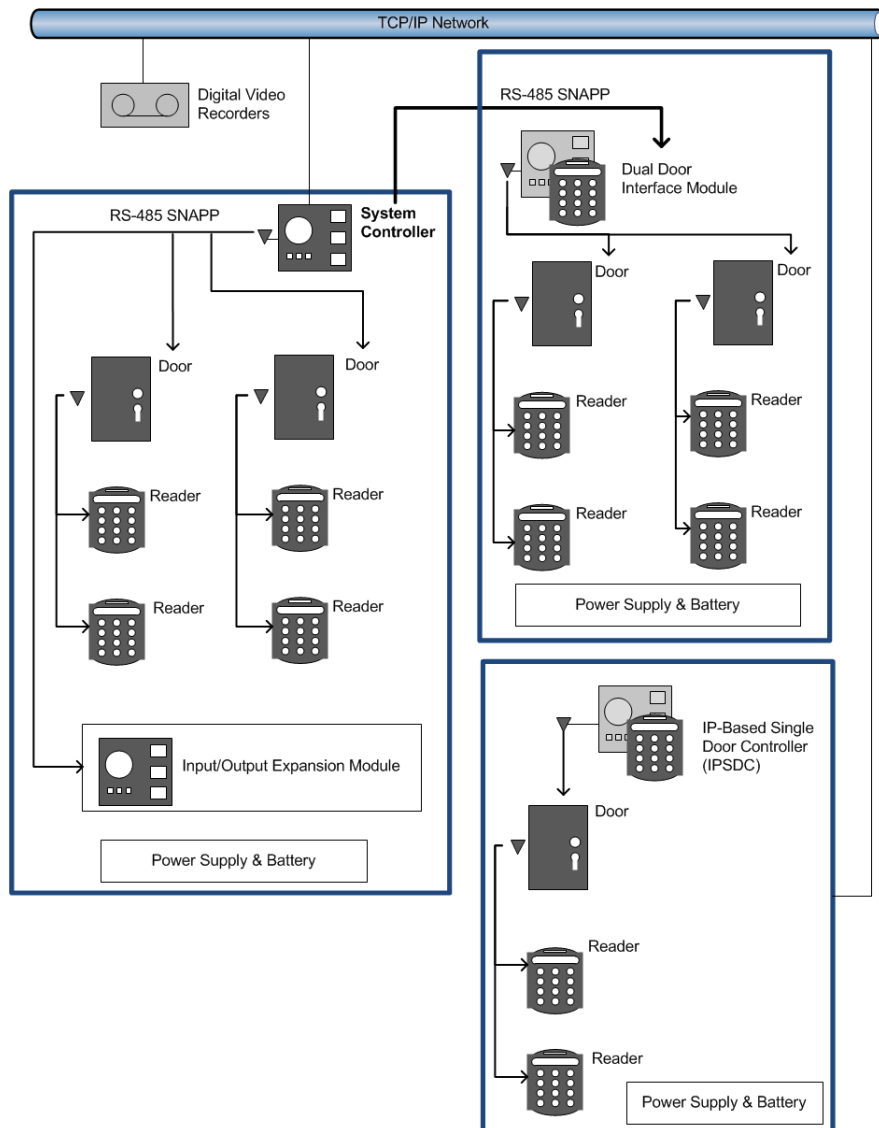 TCP/IP Network
Digital Video
Recorders
RS-485 SNAPP
System
Controller
Door
Door
Reader
Reader
Reader
Reader
Input/Output Expansion Module
Power Supply & Battery
RS-485 SNAPP
Dual Door
Interface Module
Door
Door
Reader
Reader
Reader
Reader
Power Supply & Battery
IP-Based Single
Door Controller
(IPSDC)
Door
Reader
Reader
Power Supply & Battery